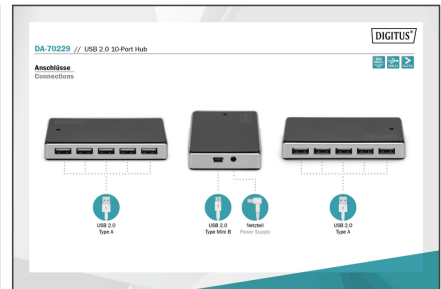 DIGITUS®
DA-70229 // USB 2.0 10-Port Hub
Anschlüsse
Connections
USB 2.0
Type A
USB 2.0
Type Mini B
Netzteil
Power Supply
USB 2.0
Type A